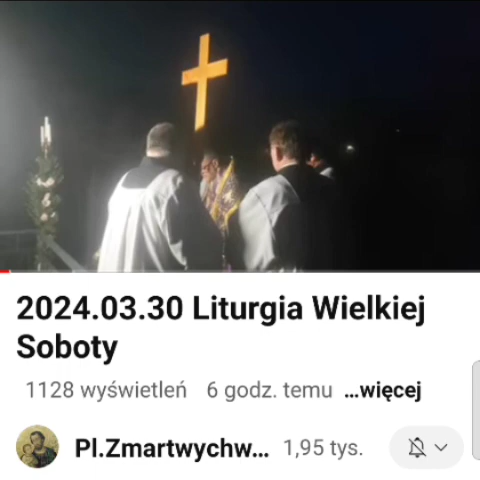 2024.03.30 Liturgia Wielkiej
Soboty
1128 wyświetleń 6 godz. temu ...więcej
Pl.Zmartwychw... 1,95 tys.